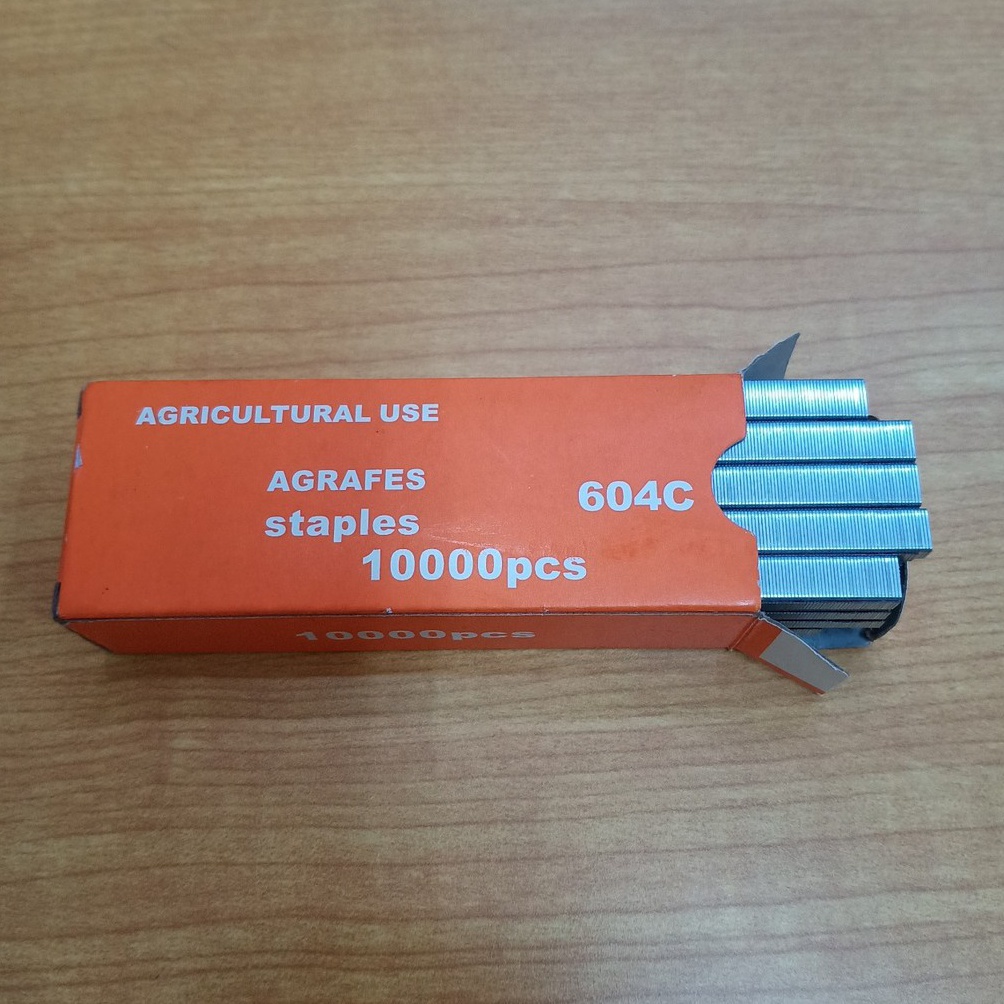 AGRICULTURAL USE
AGRAFES
staples
604C
10000pcs
10000pcs